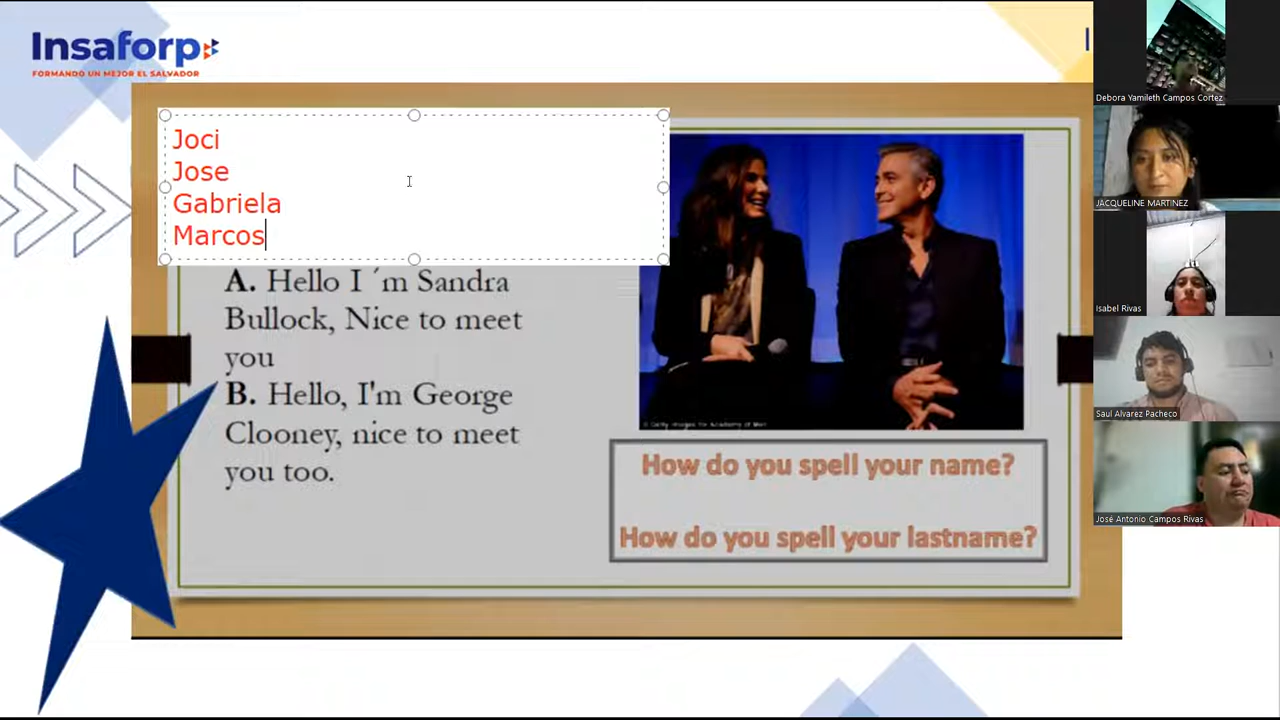 Insaforp
FORMANDO UN MEJOR EL SALVADOR
Joci
Jose
Gabriela
Marcos
A. Hello I ´m Sandra
Bullock, Nice to meet
you
B. Hello, I'm George
Clooney, nice to meet
you too.
How do you spell your name?
How do you spell your lastname?
Debora Yamileth Campos Cortez
JACQUELINE MARTINEZ
Isabel Rivas
Saul Alvarez Pacheco
José Antonio Campos Rivas